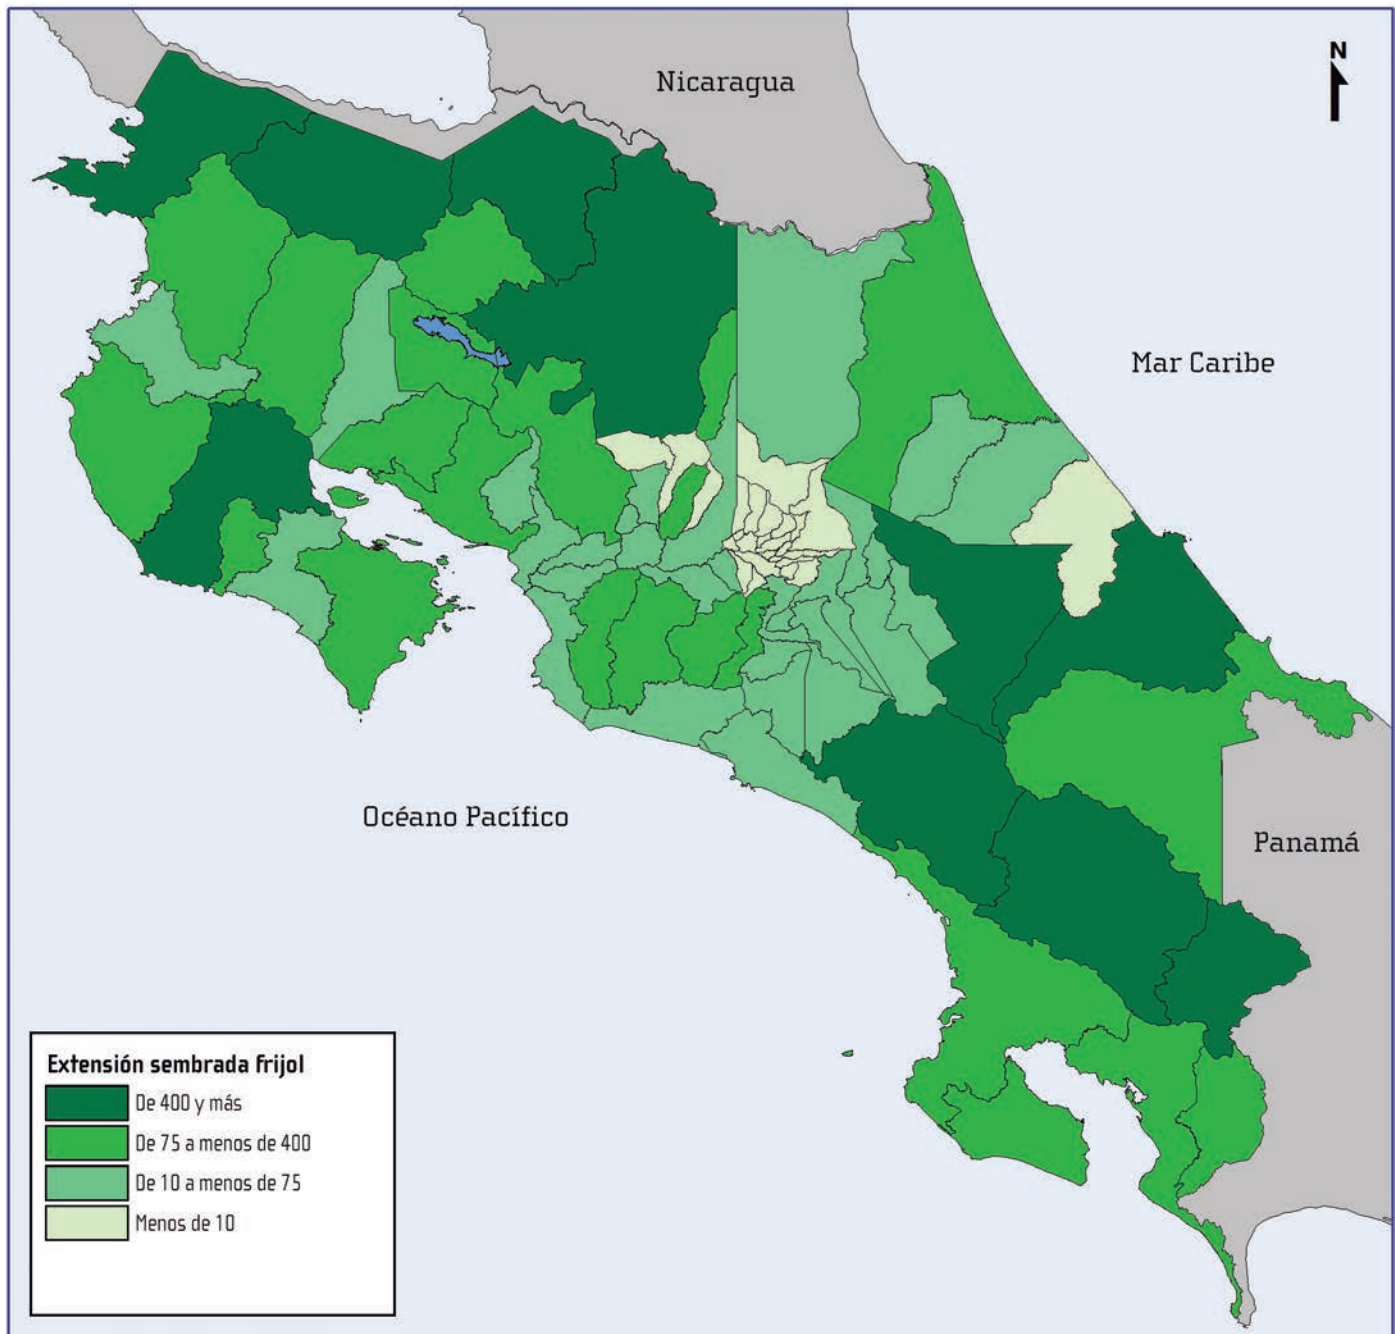 N
Nicaragua
Mar Caribe
Océano Pacífico
Panamá
Extensión sembrada frijol
De 400 y más
De 75 a menos de 400
De 10 a menos de 75
Menos de 10